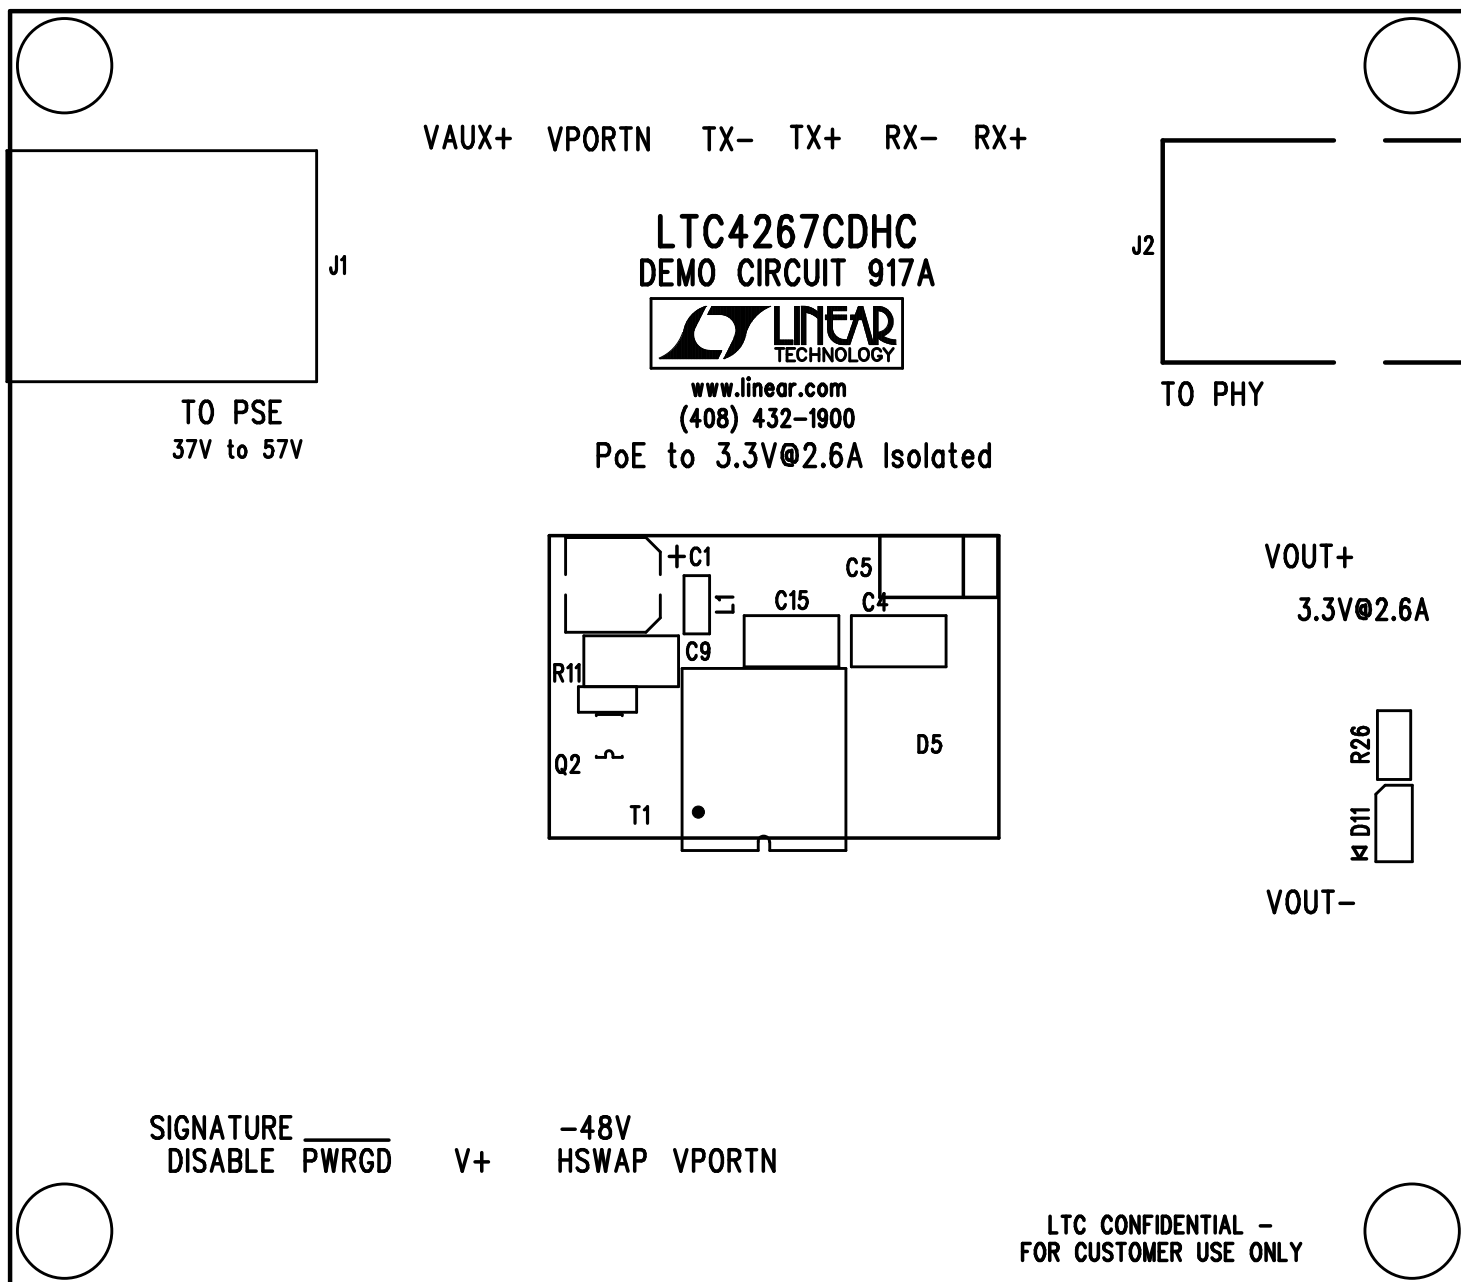 VAUX+ VPORTN TX- TX+ RX- RX+
LTC4267CDHC
DEMO CIRCUIT 917A
J1
J2
LINEAR
TECHNOLOGY
www.linear.com
(408) 432-1900
PoE to 3.3V@2.6A Isolated
TO PSE
37V to 57V
TO PHY
+C1
C5
L1
C15
C4
C9
R11
Q2
D5
T1
VOUT+
3.3V@2.6A
R26
D11
VOUT-
SIGNATURE
DISABLE
PWRGD
V+
-48V
HSWAP
VPORTN
LTC CONFIDENTIAL -
FOR CUSTOMER USE ONLY